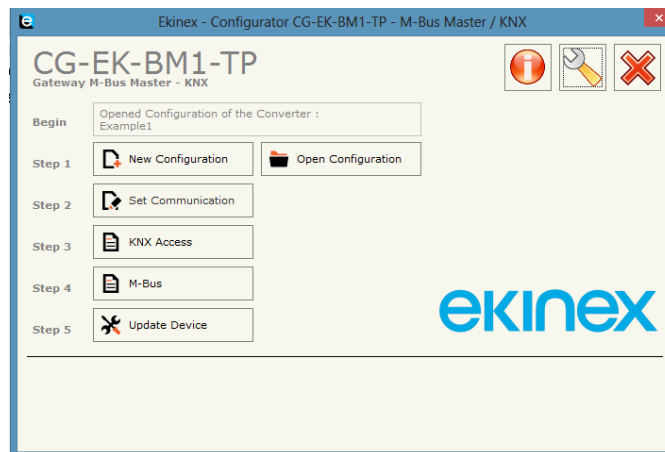 Ekinex - Configurator CG-EK-BM1-TP - M-Bus Master / KNX
CG-EK-BM1-TP
Gateway M-Bus Master - KNX
Begin
Opened Configuration of the Converter :
Example1
Step 1
New Configuration
Open Configuration
Step 2
Set Communication
Step 3
KNX Access
Step 4
M-Bus
Step 5
Update Device
ekinex